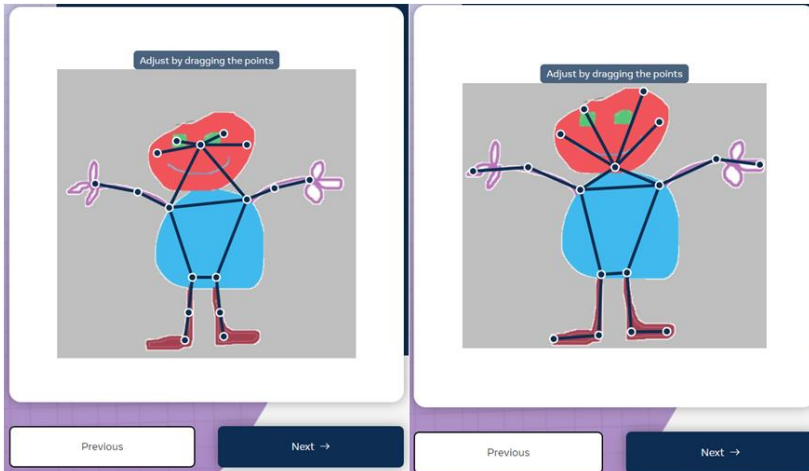 Adjust by dragging the points
Previous
Next →
Adjust by dragging the points
Previous
Next →